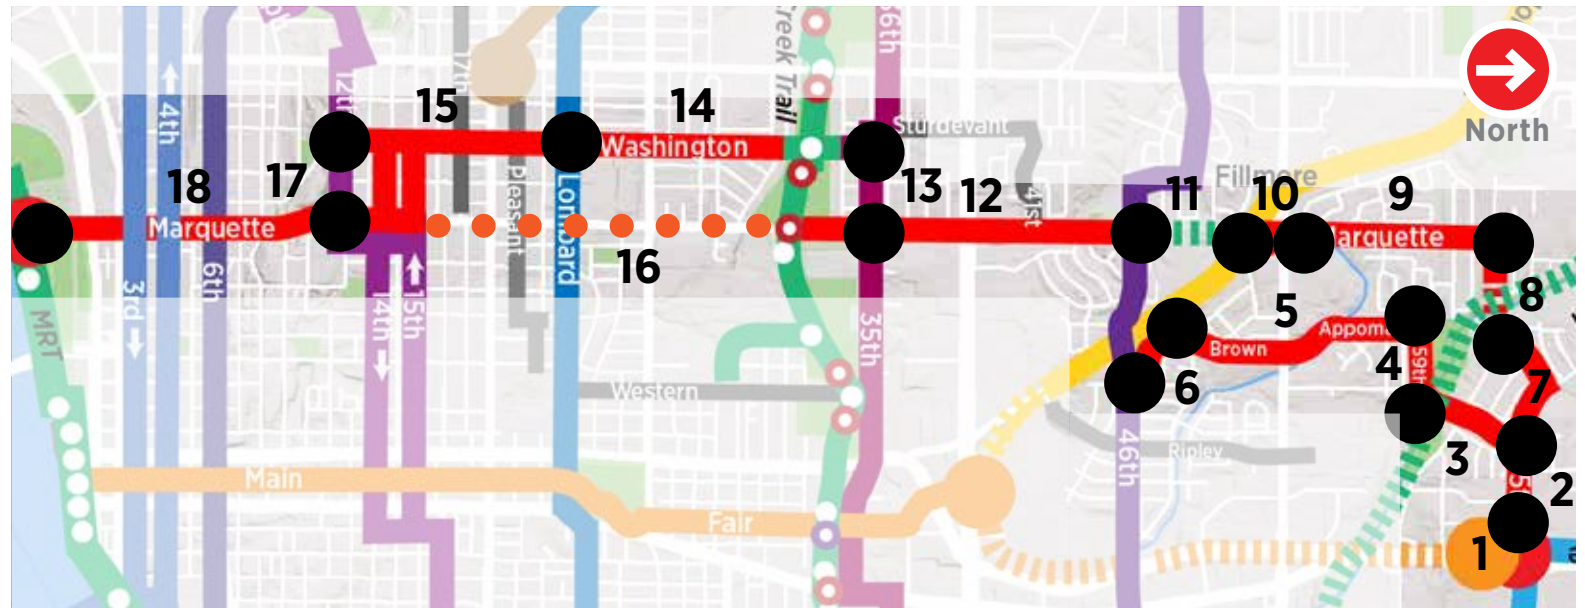 Creek Trail
36th
12th
17th
4th
15
14
Washington
Sturdevant
North
Fillmore
41st
18
17
13
12
11
10
9
Marquette
arquette
Pleasant
Lombard
16
6th
3rd
14th
15th
MRT
35th
5
8
Appom
Brown
59th
4
7
6
Western
46th
Ripley
3
2
Main
Fair
1